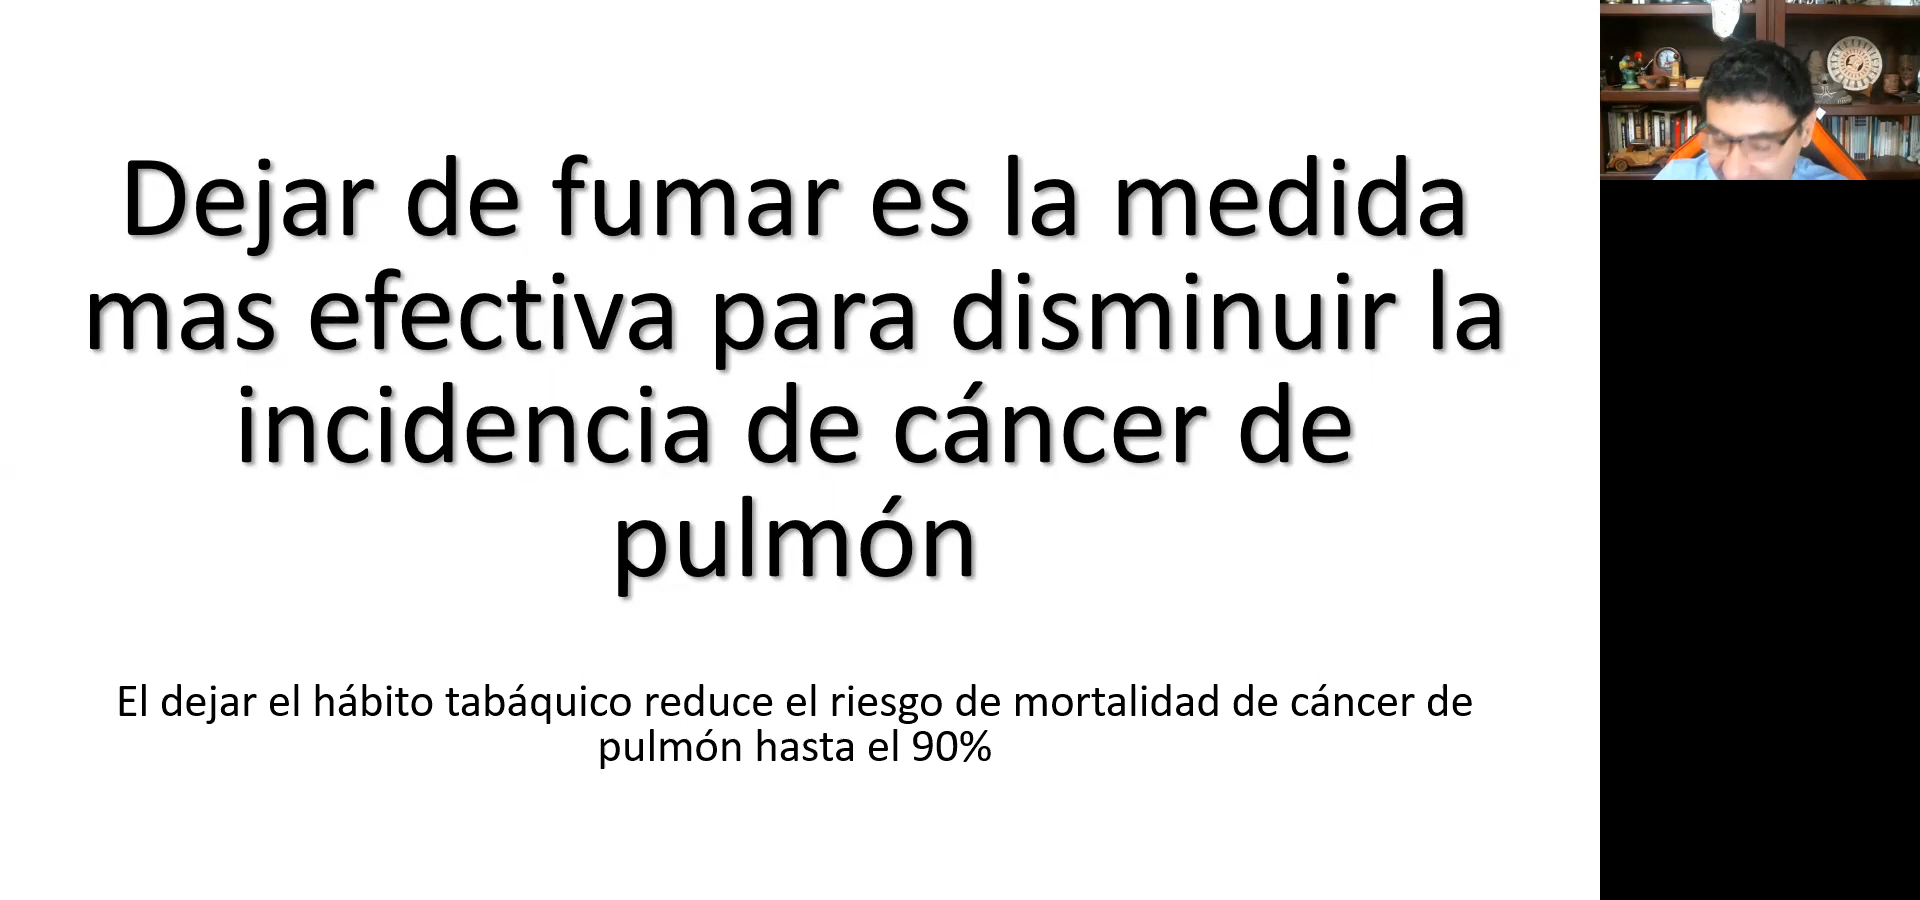 Dejar de fumar es la medida
mas efectiva para disminuir la
incidencia de cáncer de
pulmón
El dejar el hábito tabáquico reduce el riesgo de mortalidad de cáncer de
pulmón hasta el 90%